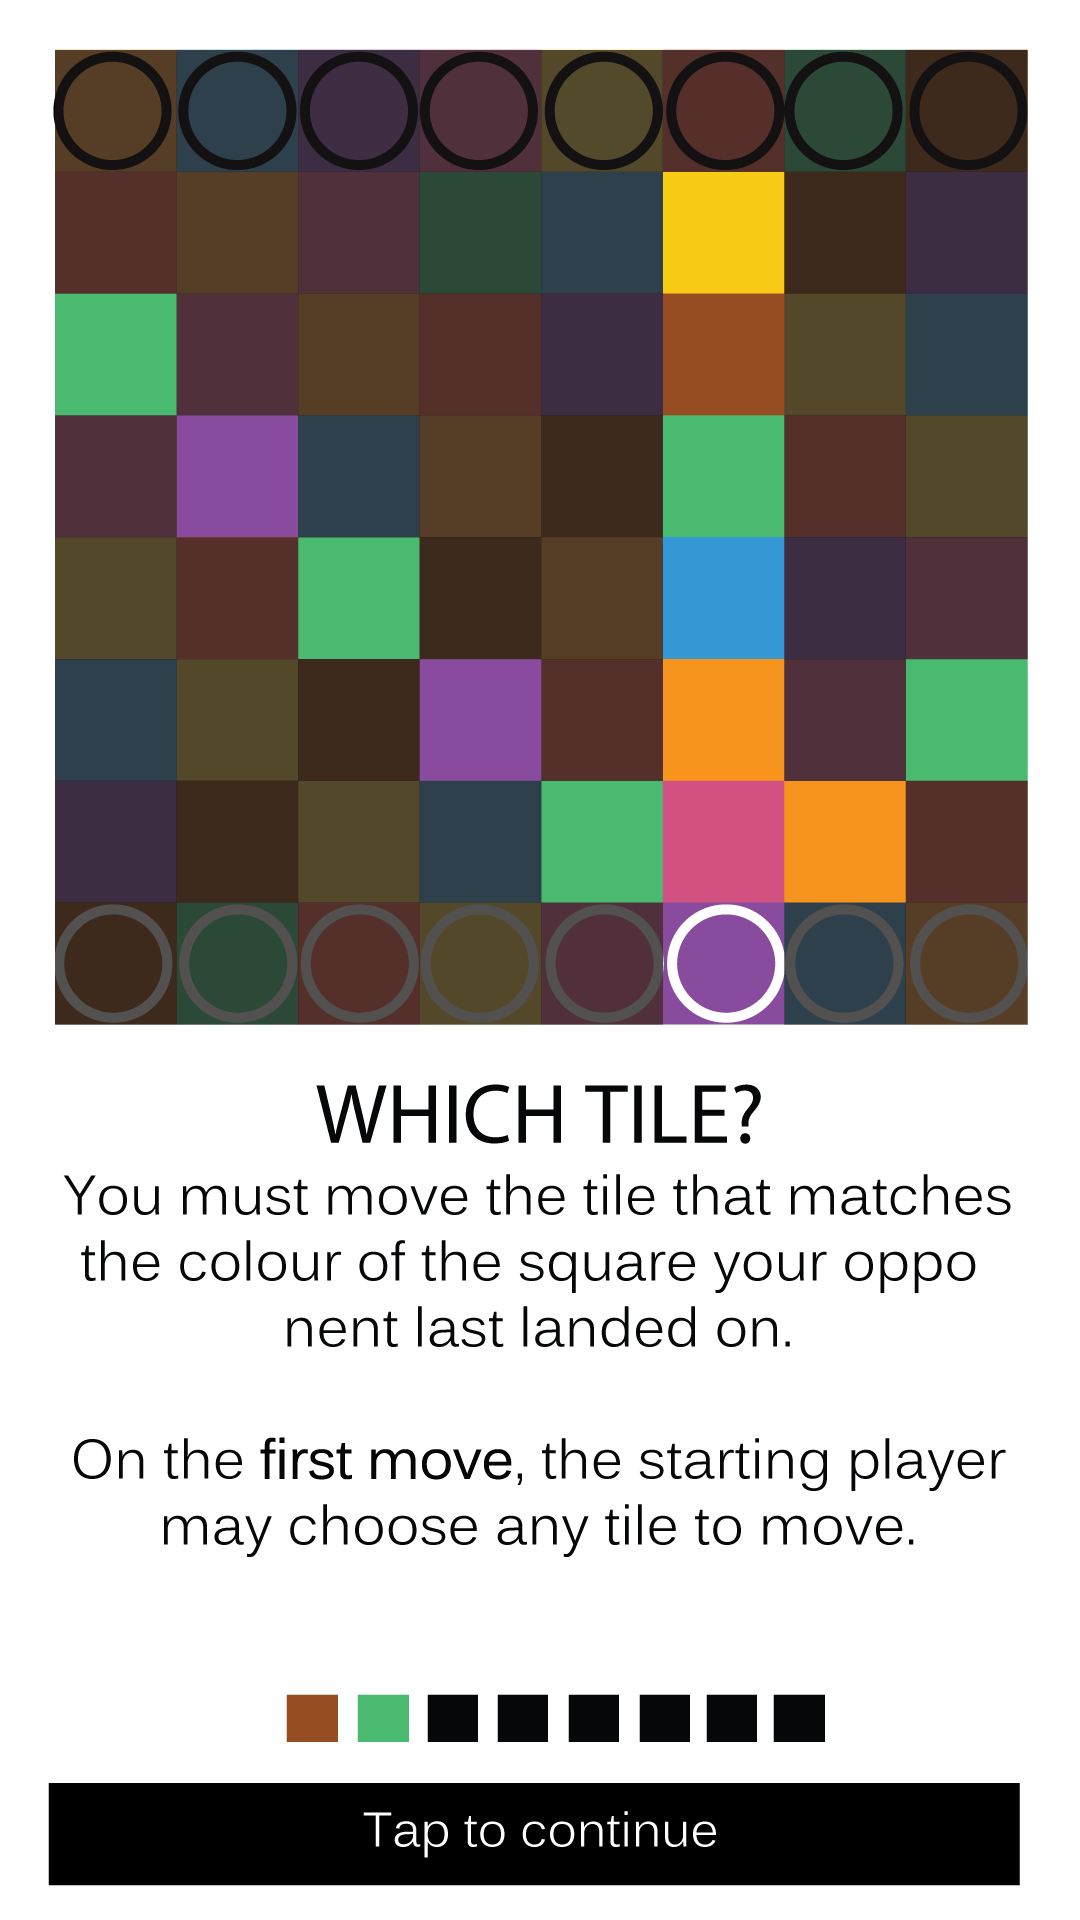 WHICH TILE?
You must move the tile that matches
the colour of the square your oppo
nent last landed on.
On the first move, the starting player
may choose any tile to move.
Tap to continue